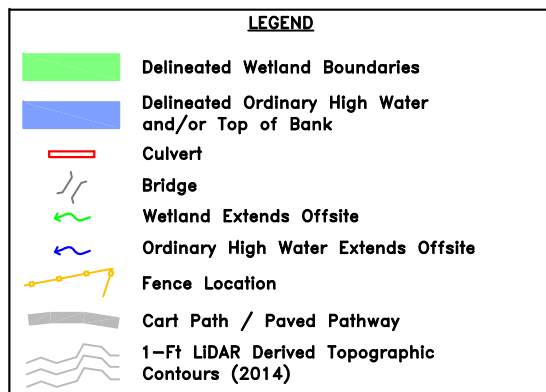 LEGEND
Delineated Wetland Boundaries
Delineated Ordinary High Water
and/or Top of Bank
Culvert
Bridge
Wetland Extends Offsite
Ordinary High Water Extends Offsite
Fence Location
Cart Path / Paved Pathway
1-Ft LiDAR Derived Topographic
Contours (2014)